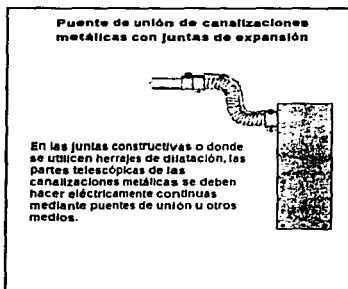 Puente de unión de canalizaciones
metálicas con juntas de expansión
En las juntas constructivas o donde
se utilicen herrajes de dilatación, las
partes telescópicas de las
canalizaciones metálicas se deben
hacer eléctricamente continuas
mediante puentes de unión u otros
medios.